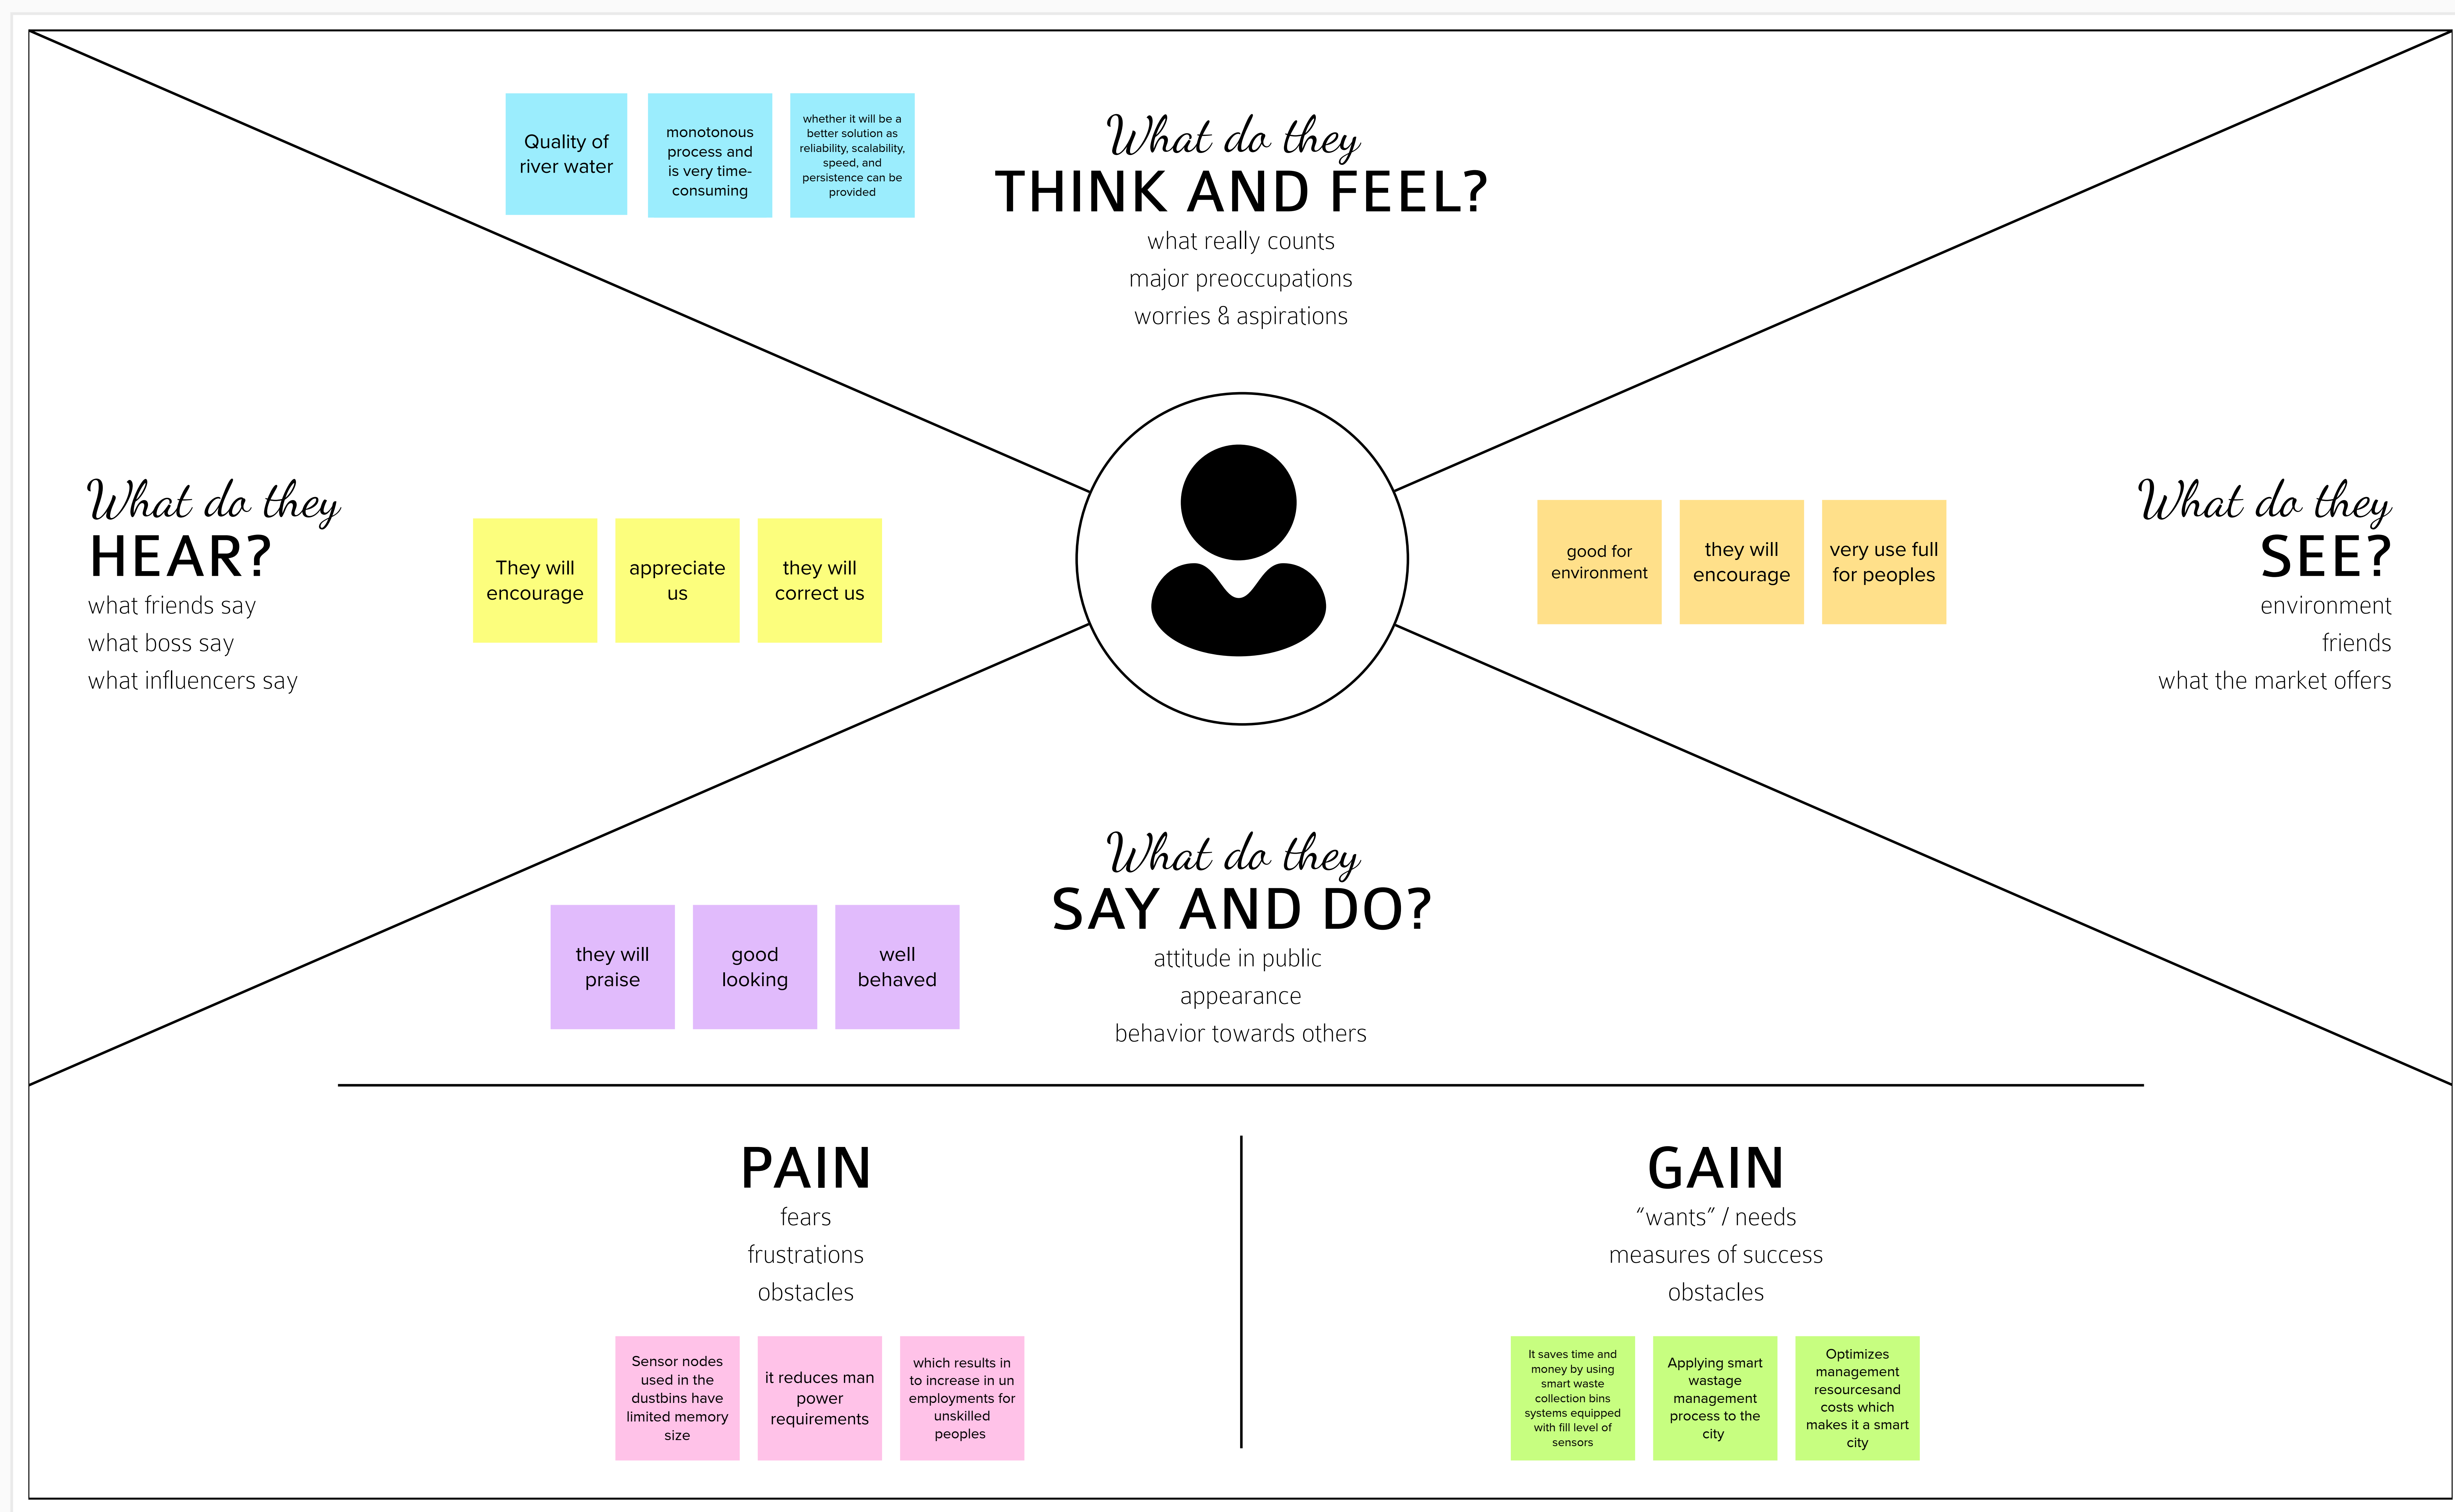 Quality of
river water
monotonous
process and
is very time-
consuming
whether it will be a
better solution as
reliability, scalability,
speed, and
persistence can be
provided
What do they
THINK AND FEEL?
what really counts
major preoccupations
worries & aspirations
What do they
HEAR?
what friends say
what boss say
what influencers say
They will
encourage
appreciate
us
they will
correct us
good for
environment
they will
encourage
very use full
for peoples
What do they
SEE?
environment
friends
what the market offers
they will
praise
good
looking
well
behaved
What do they
SAY AND DO?
attitude in public
appearance
behavior towards others
PAIN
fears
frustrations
obstacles
Sensor nodes
used in the
dustbins have
limited memory
size
it reduces man
power
requirements
which results in
to increase in un
employments for
unskilled
peoples
GAIN
“wants” / needs
measures of success
obstacles
It saves time and
money by using
smart waste
collection bins
systems equipped
with fill level of
sensors
Applying smart
wastage
management
process to the
city
Optimizes
management
resourcesand
costs which
makes it a smart
city